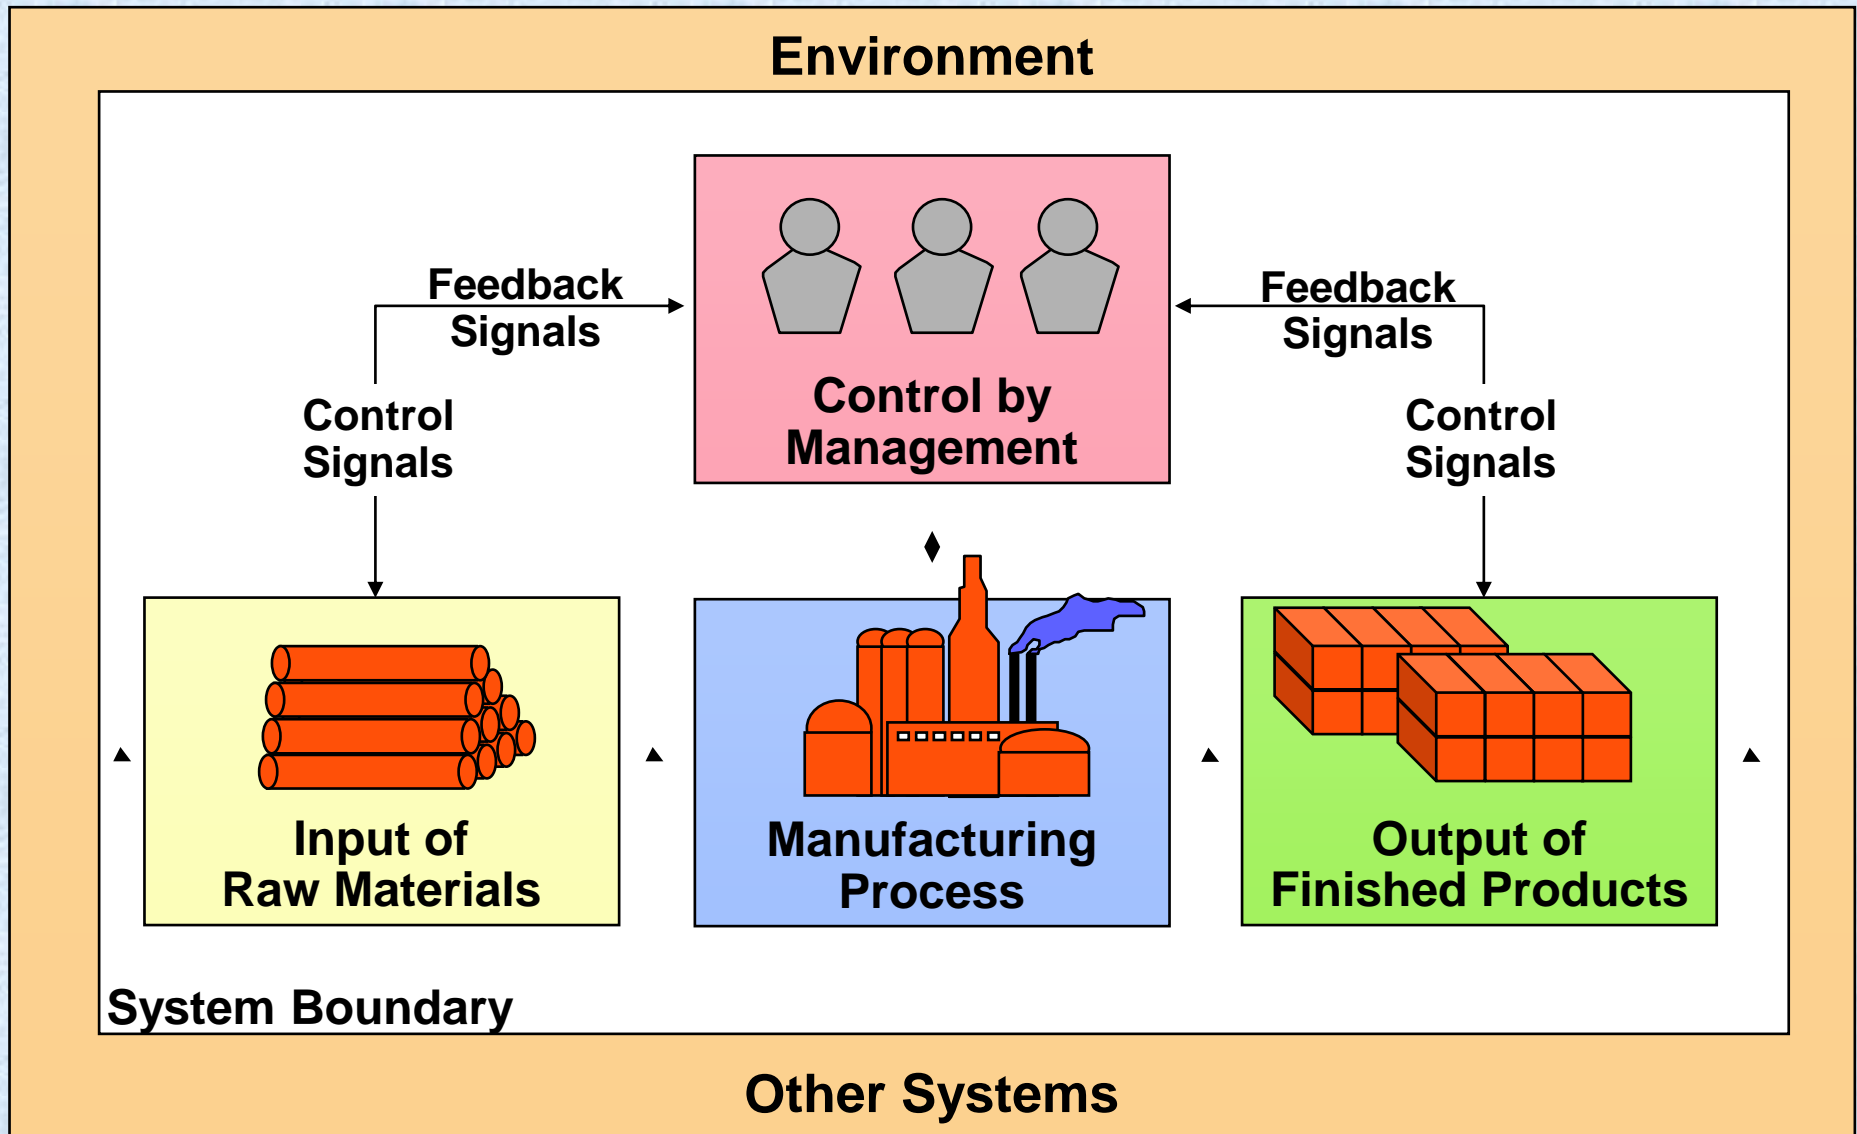 Environment
Feedback
Signals
Feedback
Signals
Control by
Management
Control
Signals
Control
Signals
Input of
Raw Materials
Manufacturing
Process
Output of
Finished Products
System Boundary
Other Systems